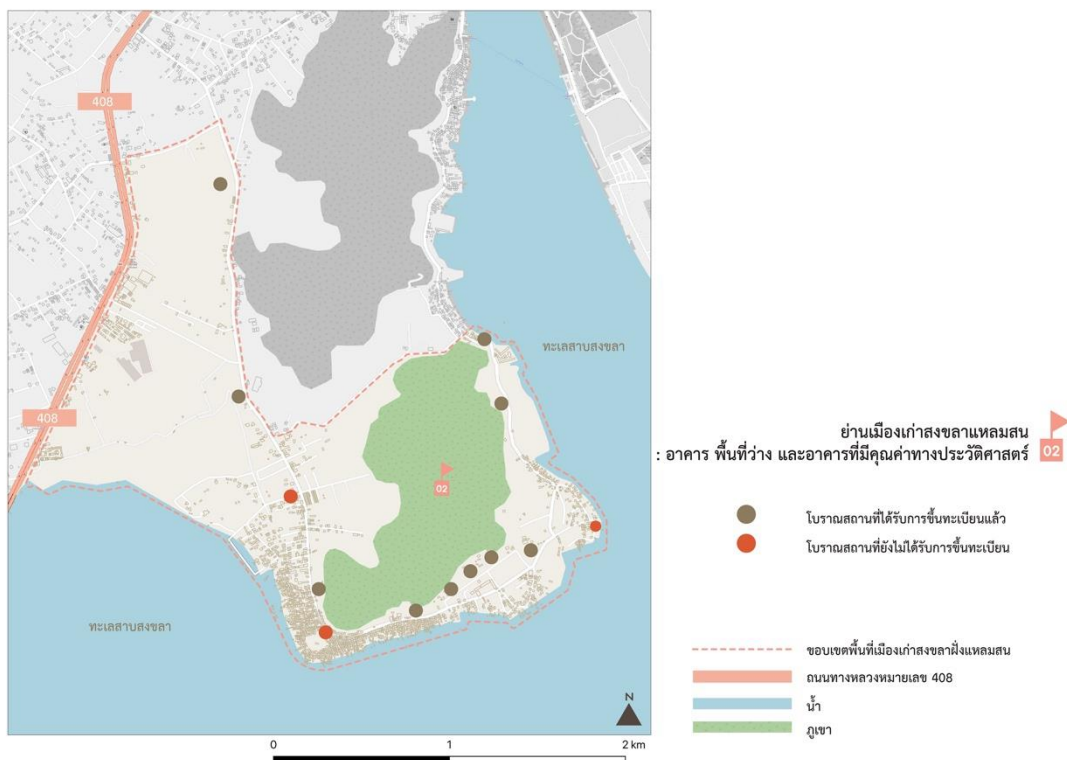 408
ทะเลสาบสงขลา
408
02
ทะเลสาบสงขลา
N
0 1 2 km
ย่านเมืองเก่าสงขลาแหลมสน
: อาคาร พื้นที่ว่าง และอาคารที่มีคุณค่าทางประวัติศาสตร์
02
โบราณสถานที่ได้รับการขึ้นทะเบียนแล้ว
โบราณสถานที่ยังไม่ได้รับการขึ้นทะเบียน
ขอบเขตพื้นที่เมืองเก่าสงขลาฝั่งแหลมสน
ถนนทางหลวงหมายเลข 408
น้ำ
ภูเขา